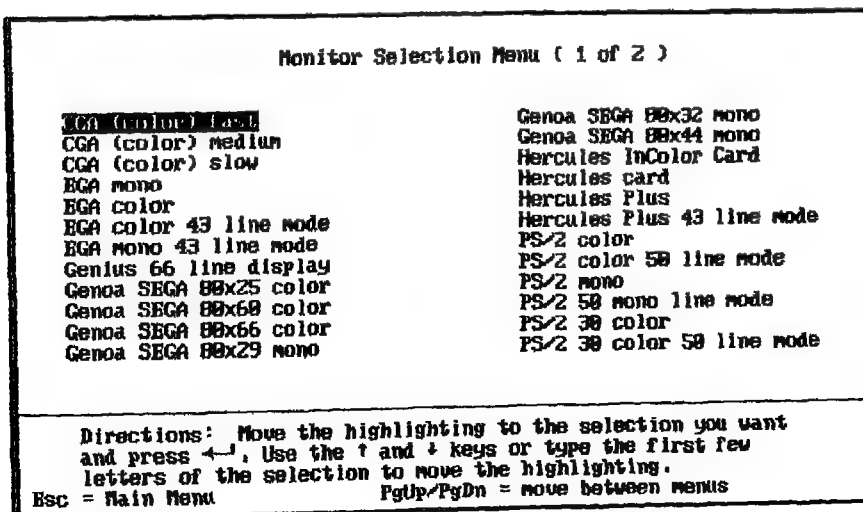 Monitor Selection Menu ( 1 of 2 )
CGA (color) fast
CGA (color) medium
CGA (color) slow
EGA mono
EGA color
EGA color 43 line mode
EGA mono 43 line mode
Genius 66 line display
Genoa SEGA 80x25 color
Genoa SEGA 80x60 color
Genoa SEGA 80x66 color
Genoa SEGA 80x29 mono
Genoa SEGA 80x32 mono
Genoa SEGA 80x44 mono
Hercules InColor Card
Hercules card
Hercules Plus
Hercules Plus 43 line mode
PS/2 color
PS/2 color 50 line mode
PS/2 mono
PS/2 50 mono line mode
PS/2 30 color
PS/2 30 color 50 line mode
Directions: Move the highlighting to the selection you want
and press ←┘. Use the ↑ and ↓ keys or type the first few
letters of the selection to move the highlighting.
Esc = Main Menu PgUp/PgDn = move between menus